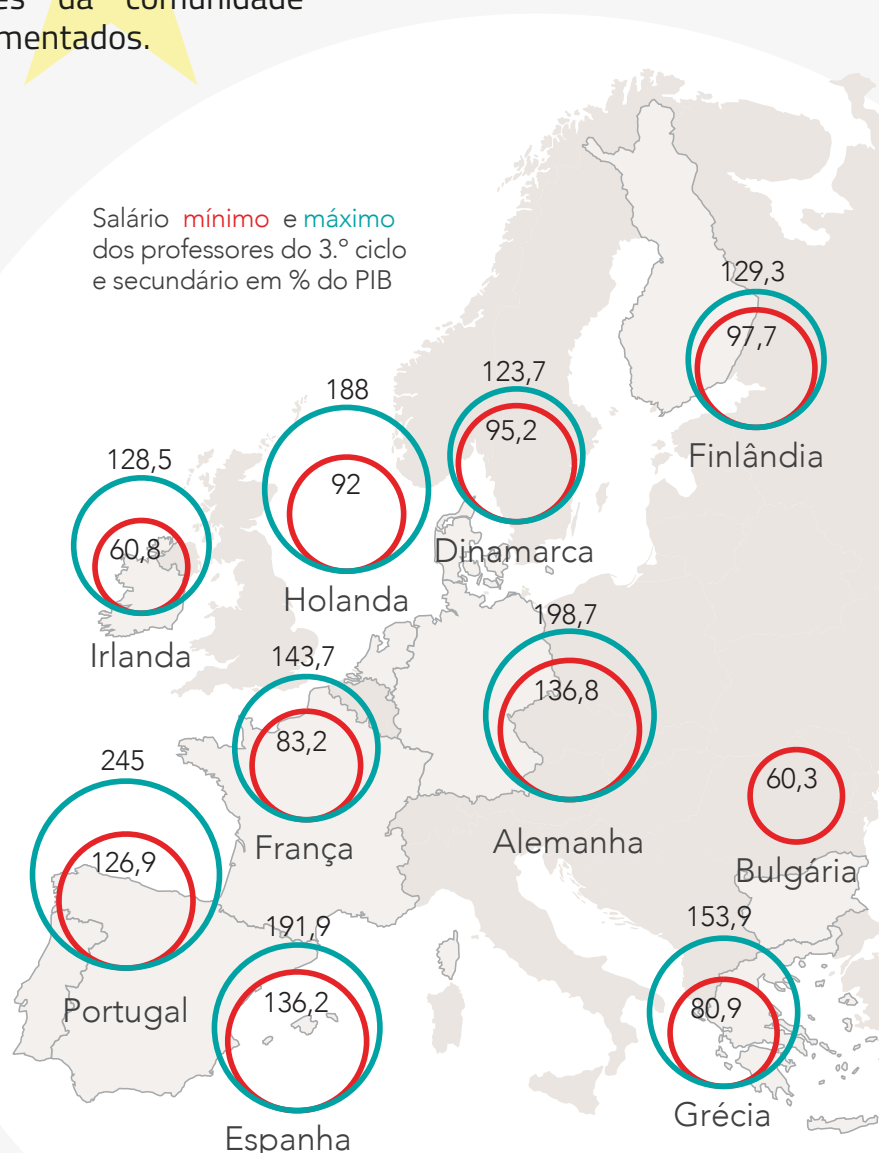 da comunidade
mentados.
Salário mínimo e máximo
dos professores do 3.º ciclo
e secundário em % do PIB
129,3
97,7
Finlândia
123,7
95,2
Dinamarca
188
92
Holanda
128,5
60,8
Irlanda
198,7
136,8
Alemanha
143,7
83,2
França
245
126,9
Portugal
60,3
Bulgária
191,9
136,2
Espanha
153,9
80,9
Grécia